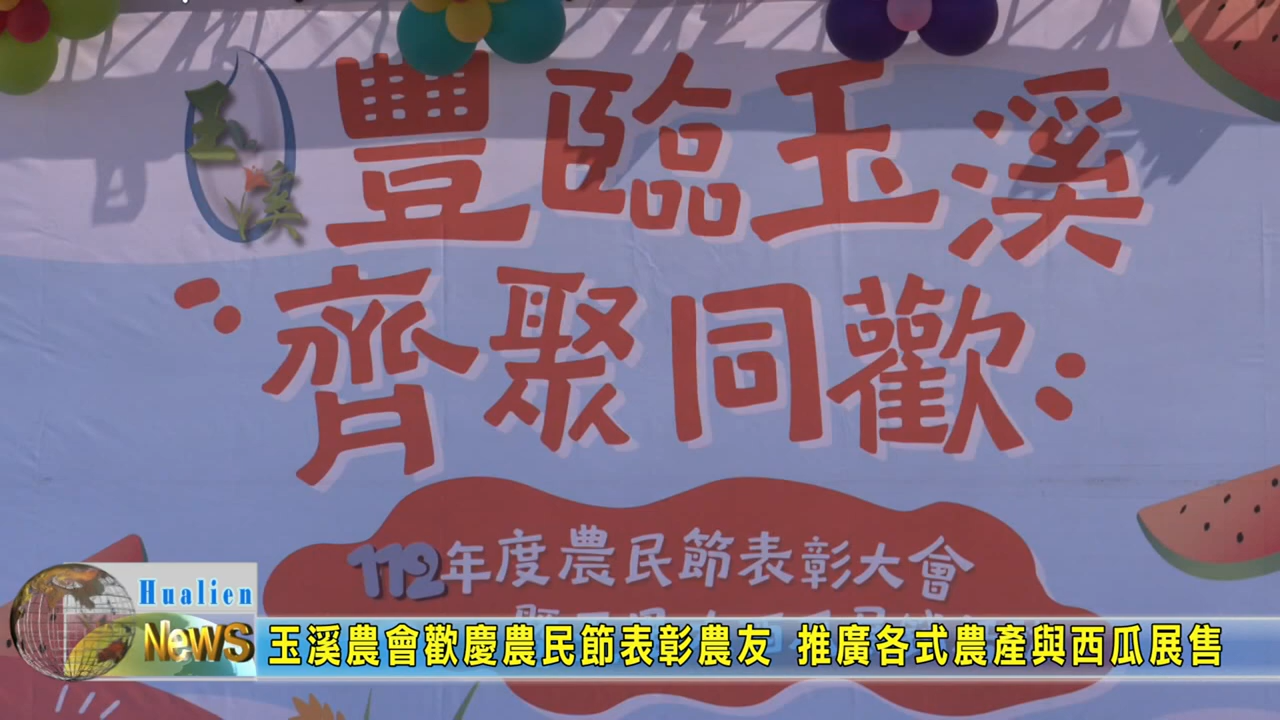 玉溪
豐臨玉溪
齊聚同歡
112年度農民節表彰大會
Hualien
News
玉溪農會歡慶農民節表彰農友 推廣各式農產與西瓜展售